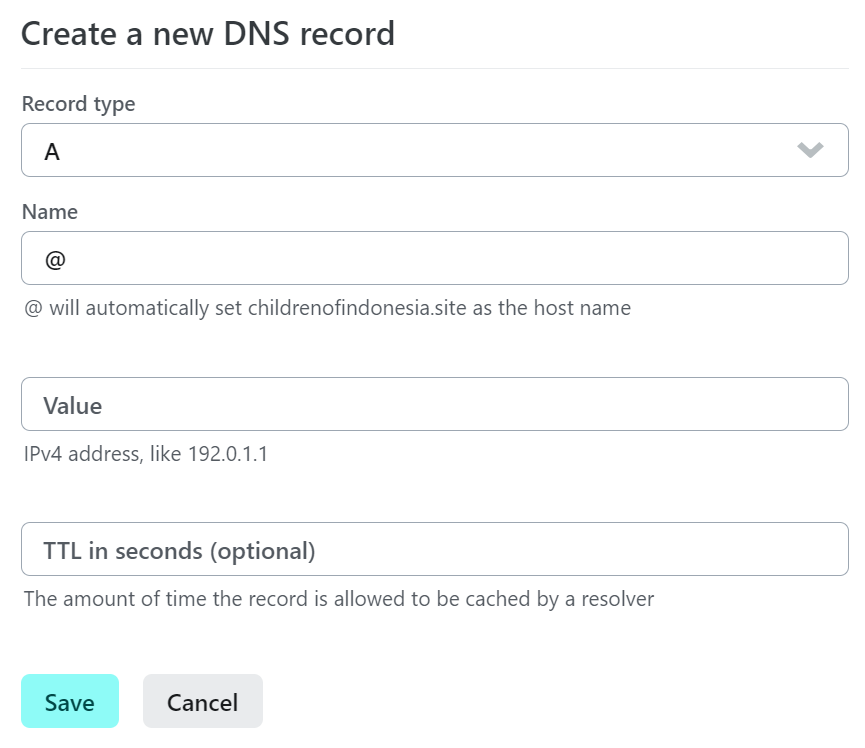 Create a new DNS record
Record type
A
Name
@
@ will automatically set childrenofindonesia.site as the host name
Value
IPv4 address, like 192.0.1.1
TTL in seconds (optional)
The amount of time the record is allowed to be cached by a resolver
Save Cancel